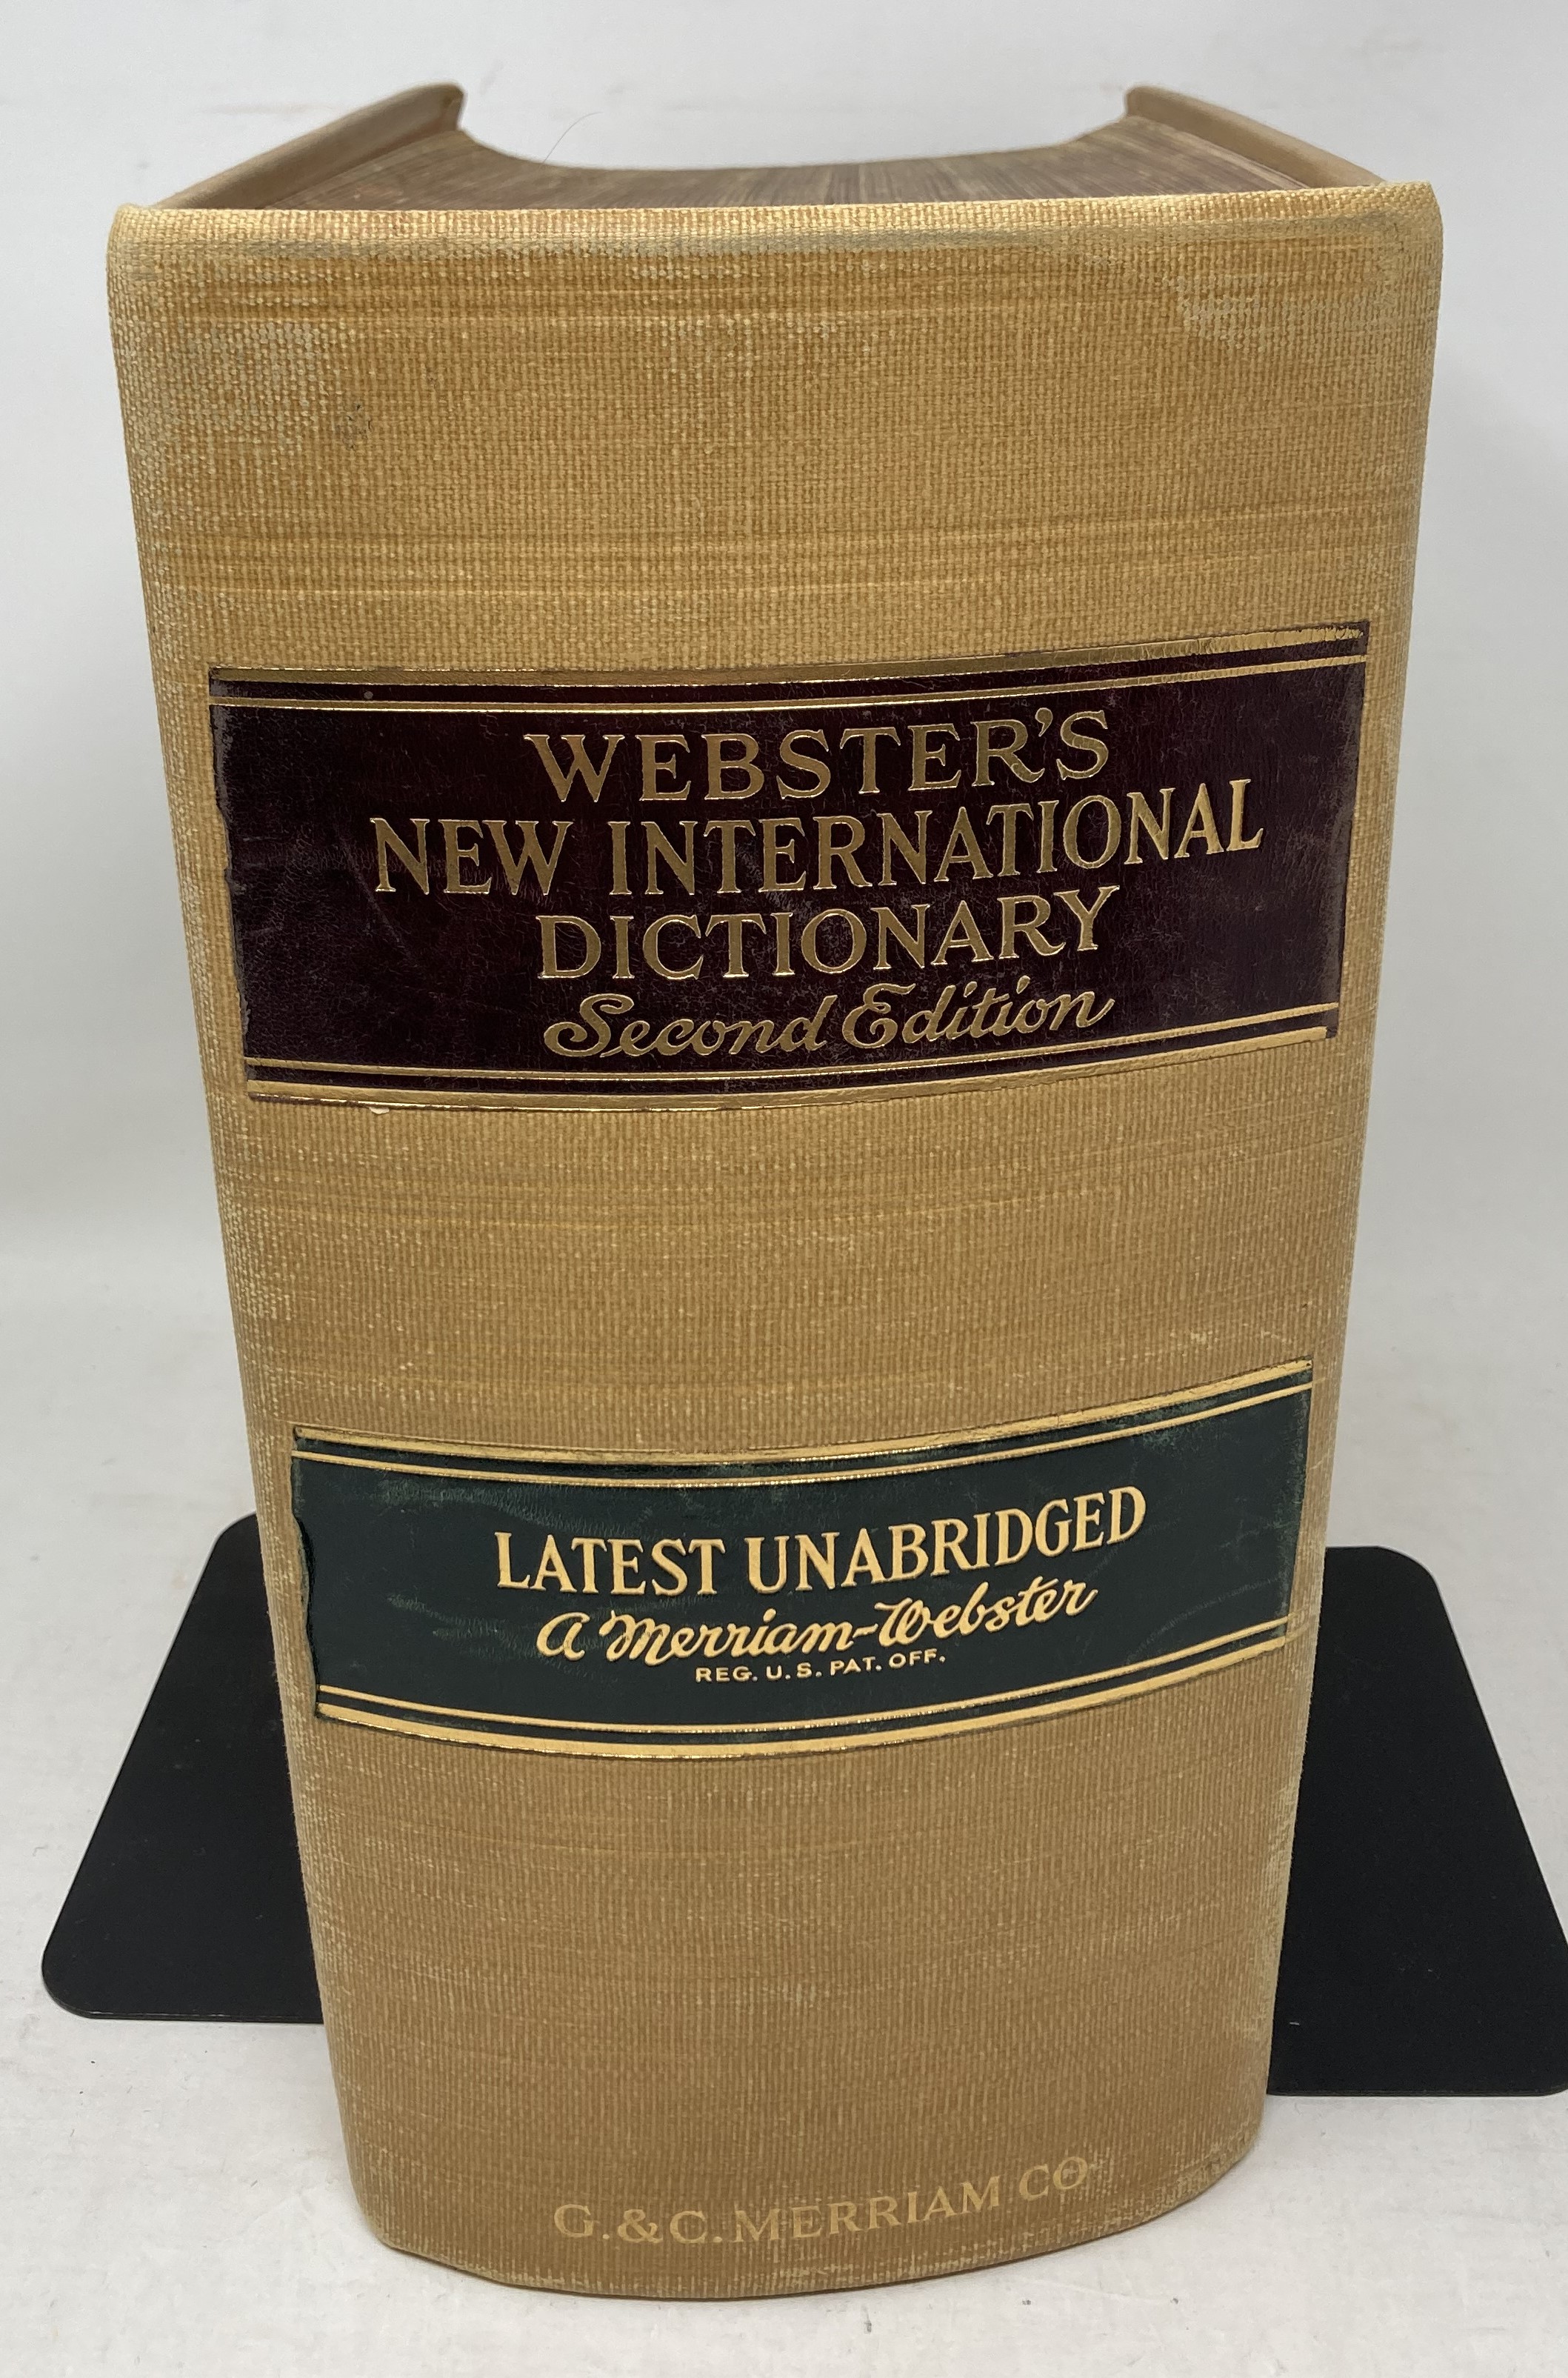 WEBSTER'S
NEW INTERNATIONAL
DICTIONARY
Second Edition
LATEST UNABRIDGED
A Merriam-Webster
REG. U.S. PAT. OFF.
G.&C. MERRIAM CO